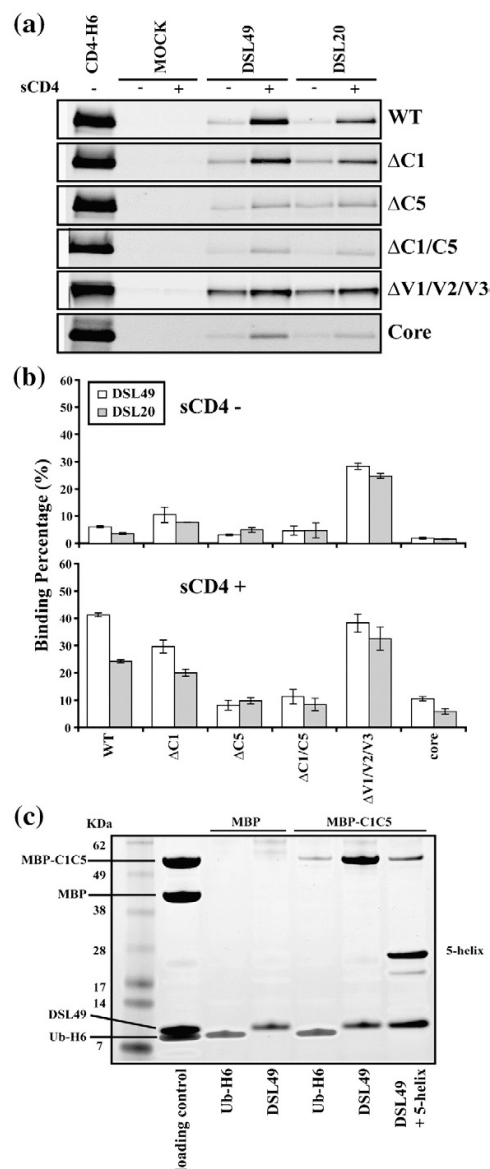 (a)
CD4-H6
MOCK
DSL49
DSL20
sCD4 - - + - + - +
WT
ΔC1
ΔC5
ΔC1/C5
ΔV1/V2/V3
Core
(b)
Binding Percentage (%)
60
50
40
30
20
10
0
DSL49
DSL20
sCD4 -
60
50
40
30
20
10
0
sCD4 +
WT
ΔC1
ΔC5
ΔC1/C5
ΔV1/V2/V3
core
(c)
KDa
MBP
MBP-C1C5
62
MBP-C1C5
49
MBP
38
28
5-helix
17
14
DSL49
Ub-H6
7
loading control
Ub-H6
DSL49
Ub-H6
DSL49
DSL49
+ 5-helix